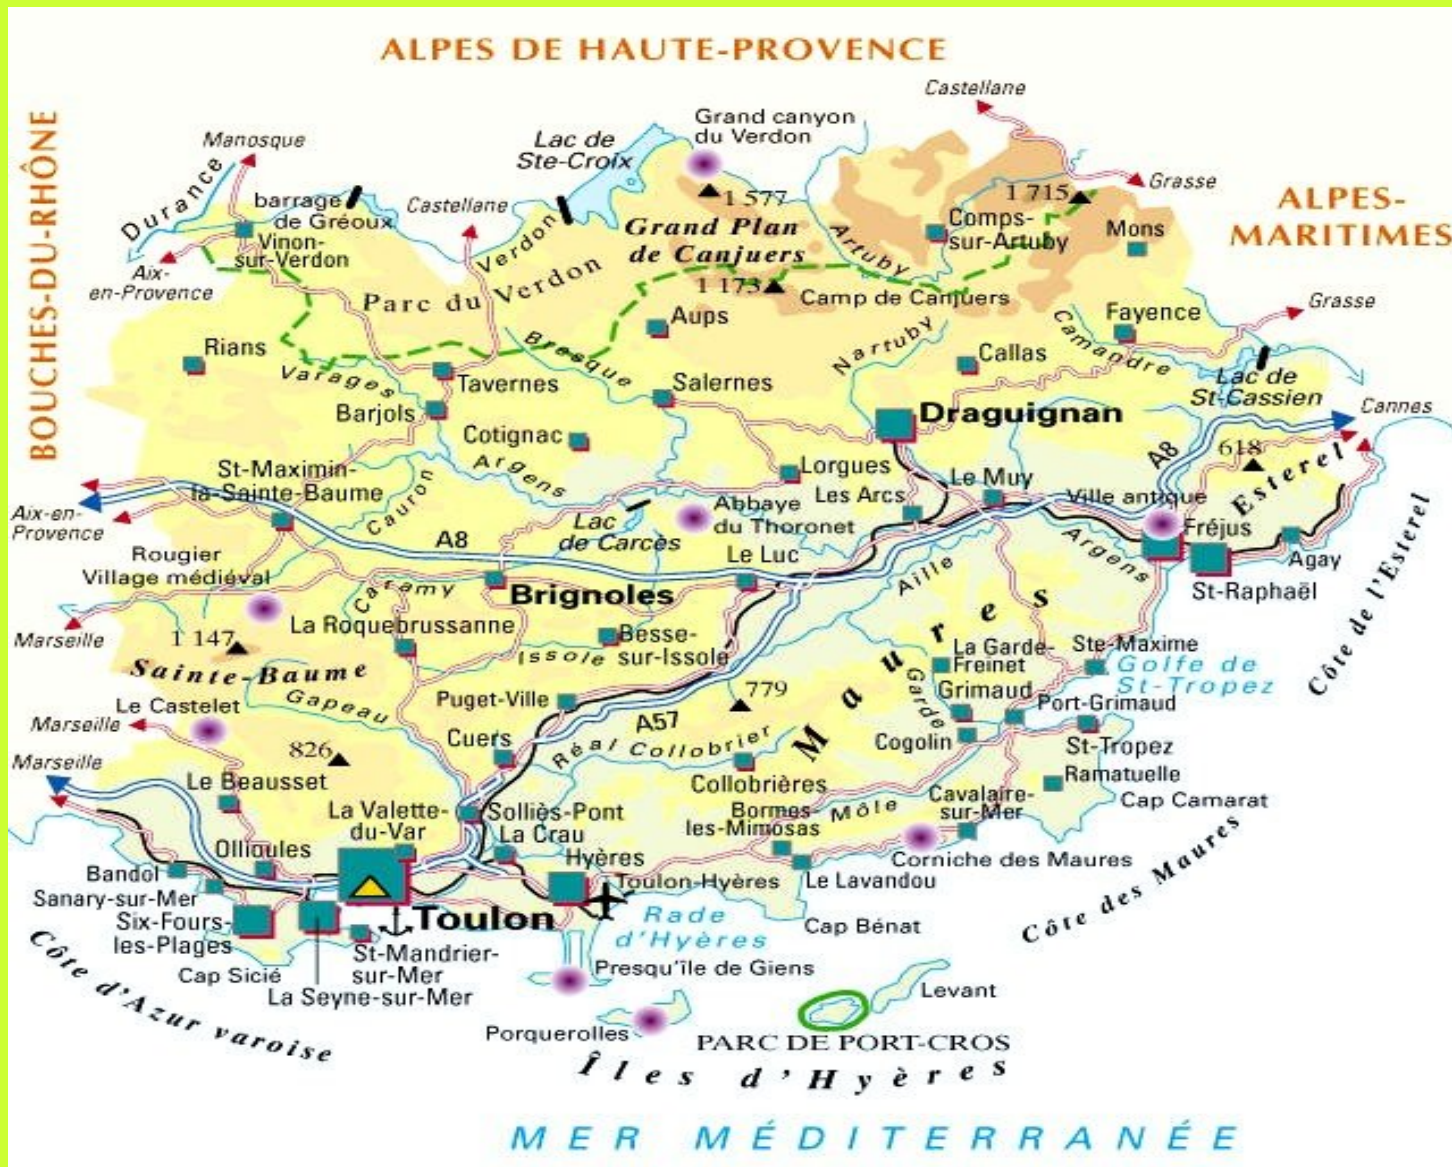 ALPES DE HAUTE-PROVENCE
Castellane
Grand canyon
du Verdon
BOUCHES-DU-RHÔNE
Manosque
Lac de
Ste-Croix
Durance
barrage
de Gréoux
Castellane
1 577
1 715
Grasse
ALPES-
MARITIMES
Vinon-
sur-Verdon
Verdon
Grand Plan
de Canjuers
Artuby
Comps-
sur-Artuby
Mons
Aix-
en-Provence
Parc du Verdon
1 173
Camp de Canjuers
Grasse
Rians
Aups
Bresque
Nartuby
Fayence
Camandre
Callas
Varages
Tavernes
Salernes
Lac de
St-Cassien
Barjols
Draguignan
Cannes
Cotignac
Argens
St-Maximin-
la-Sainte-Baume
Cauron
Lorgues
Les Arcs
Le Muy
A8
618
Esterel
Ville antique
Aix-en-
Provence
A8
Lac
de Carcès
Abbaye
du Thoronet
Fréjus
Argens
Agay
St-Raphaël
Côte de l'Esterel
Rougier
Village médiéval
Le Luc
Aille
Caramy
Brignoles
Marseille
1 147
La Roquebrussanne
Besse-
sur-Issole
Issole
Maures
La Garde-
Freinet
Ste-Maxime
Golfe de
St-Tropez
Sainte-Baume
Gapeau
Puget-Ville
779
Garde
Grimaud
Port-Grimaud
Le Castelet
Marseille
A57
Cuers
Réal Collobrier
Cogolin
St-Tropez
826
Marseille
Le Beausset
Collobrières
Ramatuelle
La Valette-
du-Var
Solliès-Pont
Bormes-
les-Mimosas
Môle
Cavalaire-
sur-Mer
Cap Camarat
Ollioules
La Crau
Hyères
Corniche des Maures
Bandol
Toulon-Hyères
Le Lavandou
Côte des Maures
Sanary-sur-Mer
Six-Fours-
les-Plages
Toulon
Rade
d'Hyères
Cap Bénat
St-Mandrier-
sur-Mer
Cap Sicié
La Seyne-sur-Mer
Presqu'île de Giens
Levant
Côte d'Azur varoise
Porquerolles
PARC DE PORT-CROS
Îles d'Hyères
MER MÉDITERRANÉE